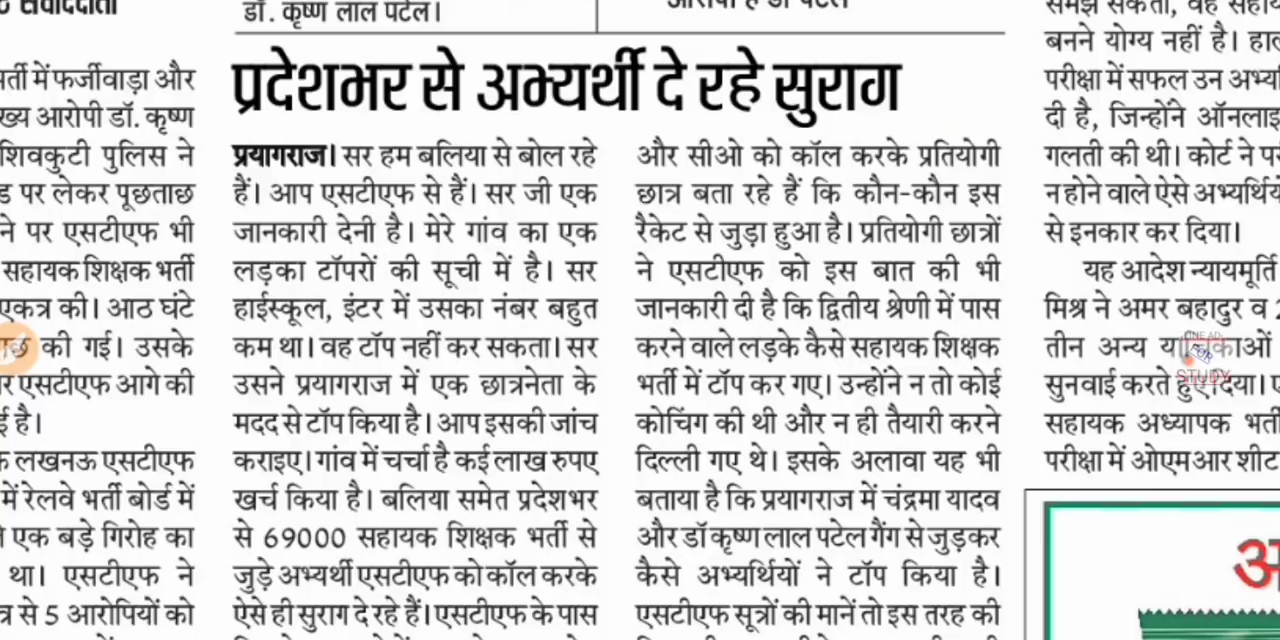 डॉ. कृष्ण लाल पटेल।
र्ती में फर्जीवाड़ा और
ख्य आरोपी डॉ. कृष्ण
शिवकुटी पुलिस ने
ड पर लेकर पूछताछ
ने पर एसटीएफ भी
सहायक शिक्षक भर्ती
एकत्र की। आठ घंटे
की गई। उसके
र एसटीएफ आगे की
ई है।
क लखनऊ एसटीएफ
में रेलवे भर्ती बोर्ड में
एक बड़े गिरोह का
था। एसटीएफ ने
त्र से 5 आरोपियों को
प्रदेशभर से अभ्यर्थी दे रहे सुराग
प्रयागराज। सर हम बलिया से बोल रहे
हैं। आप एसटीएफ से हैं। सर जी एक
जानकारी देनी है। मेरे गांव का एक
लड़का टॉपरों की सूची में है। सर
हाईस्कूल, इंटर में उसका नंबर बहुत
कम था। वह टॉप नहीं कर सकता। सर
उसने प्रयागराज में एक छात्रनेता के
मदद से टॉप किया है। आप इसकी जांच
कराइए। गांव में चर्चा है कई लाख रुपए
खर्च किया है। बलिया समेत प्रदेशभर
से 69000 सहायक शिक्षक भर्ती से
जुड़े अभ्यर्थी एसटीएफ को कॉल करके
ऐसे ही सुराग दे रहे हैं। एसटीएफ के पास
और सीओ को कॉल करके प्रतियोगी
छात्र बता रहे हैं कि कौन-कौन इस
रैकेट से जुड़ा हुआ है। प्रतियोगी छात्रों
ने एसटीएफ को इस बात की भी
जानकारी दी है कि द्वितीय श्रेणी में पास
करने वाले लड़के कैसे सहायक शिक्षक
भर्ती में टॉप कर गए। उन्होंने न तो कोई
कोचिंग की थी और न ही तैयारी करने
दिल्ली गए थे। इसके अलावा यह भी
बताया है कि प्रयागराज में चंद्रमा यादव
और डॉ कृष्ण लाल पटेल गैंग से जुड़कर
कैसे अभ्यर्थियों ने टॉप किया है।
एसटीएफ सूत्रों की मानें तो इस तरह की
बनने योग्य नहीं है। हाल
परीक्षा में सफल उन अभ्य
दी है, जिन्होंने ऑनलाइ
गलती की थी। कोर्ट ने पर
न होने वाले ऐसे अभ्यर्थिय
से इनकार कर दिया।
यह आदेश न्यायमूर्ति
मिश्र ने अमर बहादुर व
तीन अन्य
सुनवाई करते हुए दिया।
सहायक अध्यापक भर्त
परीक्षा में ओएमआर शीट
FOR
STUDY